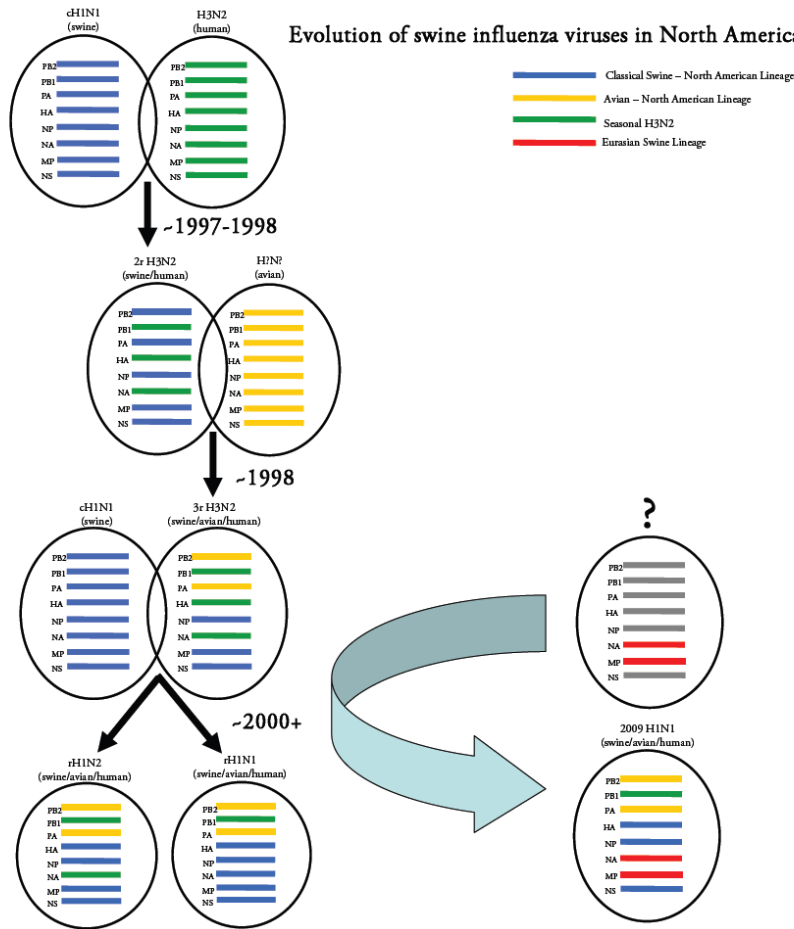 cH1N1
(swine)
H3N2
(human)
Evolution of swine influenza viruses in North America
PB2
PB1
PA
HA
NP
NA
MP
NS
PB2
PB1
PA
HA
NP
NA
MP
NS
Classical Swine – North American Lineage
Avian – North American Lineage
Seasonal H3N2
Eurasian Swine Lineage
~1997-1998
2r H3N2
(swine/human)
H?N?
(avian)
PB2
PB1
PA
HA
NP
NA
MP
NS
PB2
PB1
PA
HA
NP
NA
MP
NS
~1998
cH1N1
(swine)
3r H3N2
(swine/avian/human)
PB2
PB1
PA
HA
NP
NA
MP
NS
PB2
PB1
PA
HA
NP
NA
MP
NS
?
PB2
PB1
PA
HA
NP
NA
MP
NS
~2000+
rH1N2
(swine/avian/human)
rH1N1
(swine/avian/human)
2009 H1N1
(swine/avian/human)
PB2
PB1
PA
HA
NP
NA
MP
NS
PB2
PB1
PA
HA
NP
NA
MP
NS
PB2
PB1
PA
HA
NP
NA
MP
NS